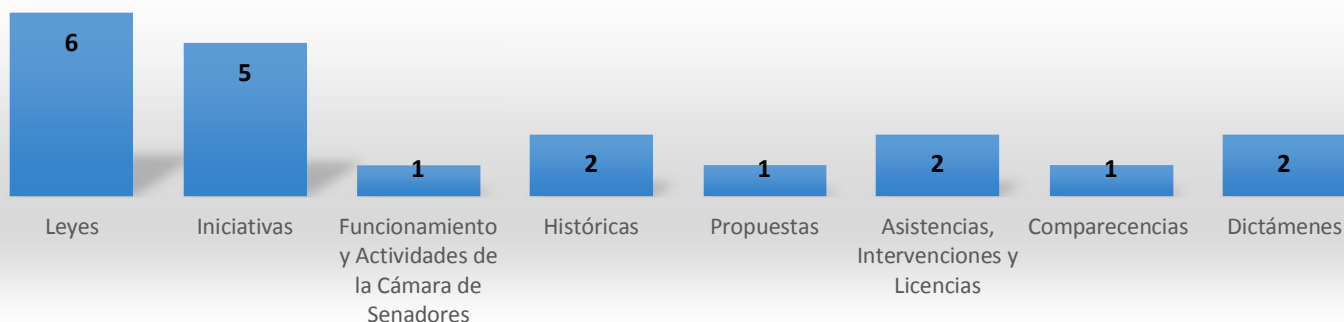 6
5
1
2
1
2
1
2
Leyes
Iniciativas
Funcionamiento
y Actividades de
la Cámara de
Senadores
Históricas
Propuestas
Asistencias,
Intervenciones y
Licencias
Comparecencias
Dictámenes